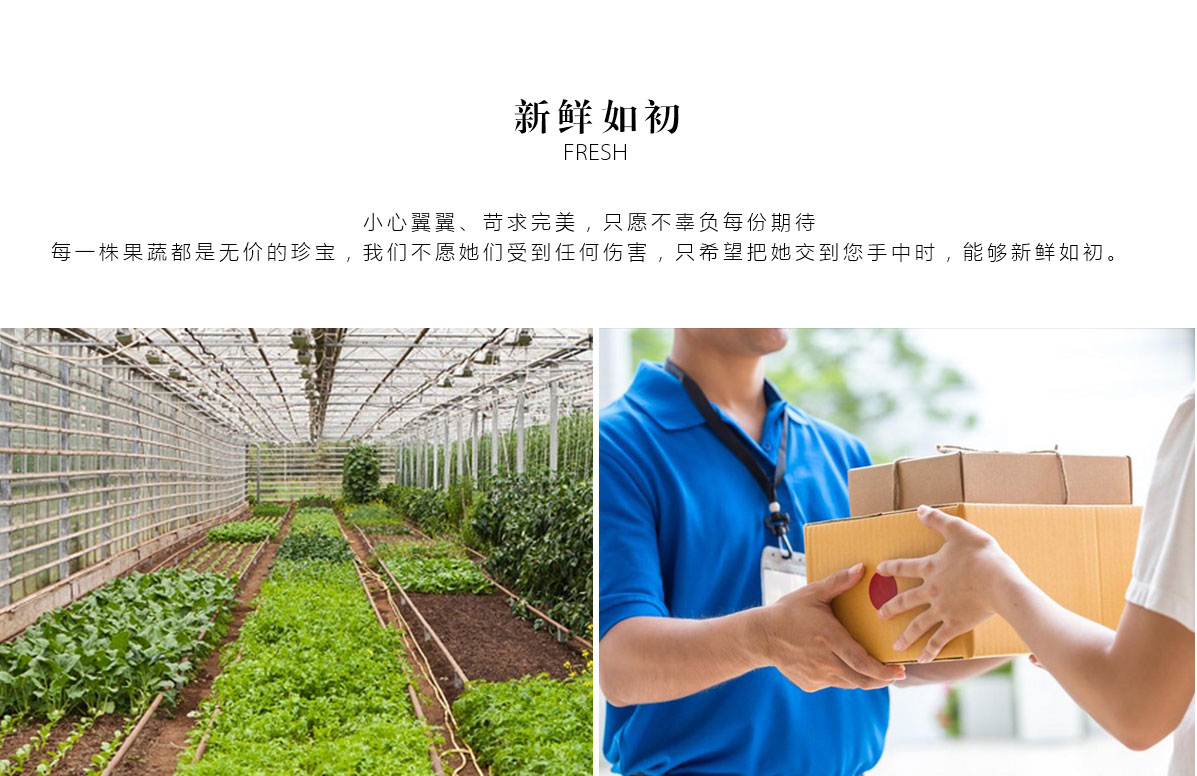 新鲜如初
FRESH
小心翼翼、苛求完美，只愿不辜负每份期待
每一株果蔬都是无价的珍宝，我们不愿她们受到任何伤害，只希望把她交到您手中时，能够新鲜如初。